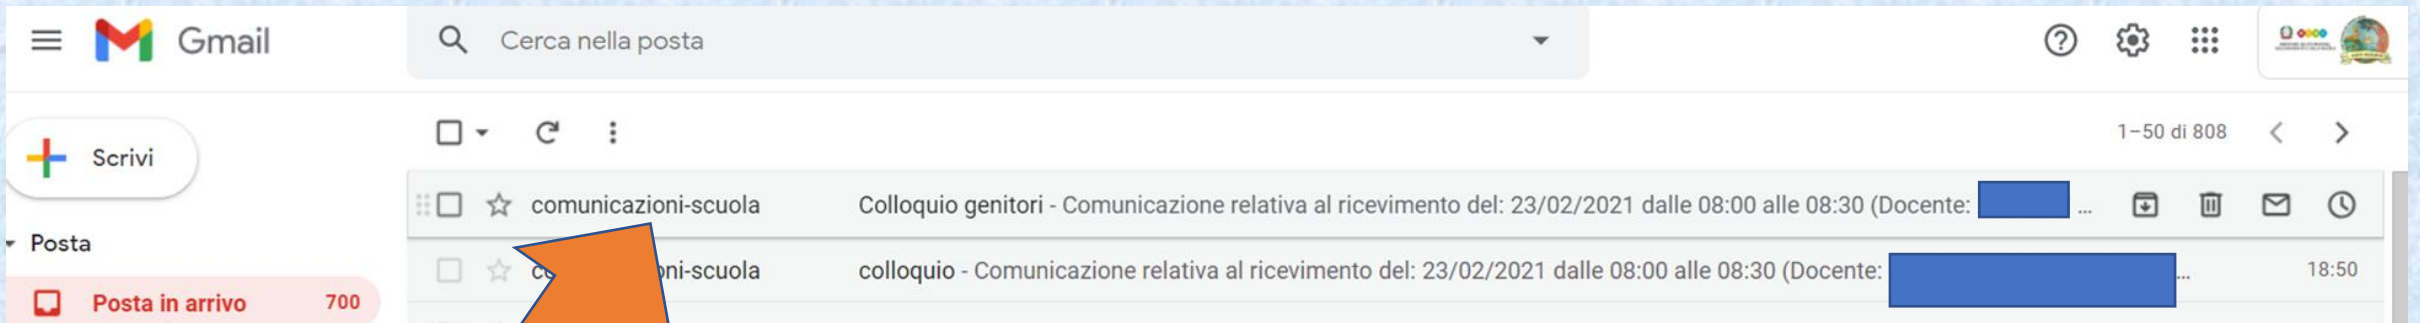 Gmail
Cerca nella posta
Scrivi
1–50 di 808
comunicazioni-scuola Colloquio genitori - Comunicazione relativa al ricevimento del: 23/02/2021 dalle 08:00 alle 08:30 (Docente: ...
Posta
oni-scuola colloquio - Comunicazione relativa al ricevimento del: 23/02/2021 dalle 08:00 alle 08:30 (Docente: ... 18:50
Posta in arrivo 700